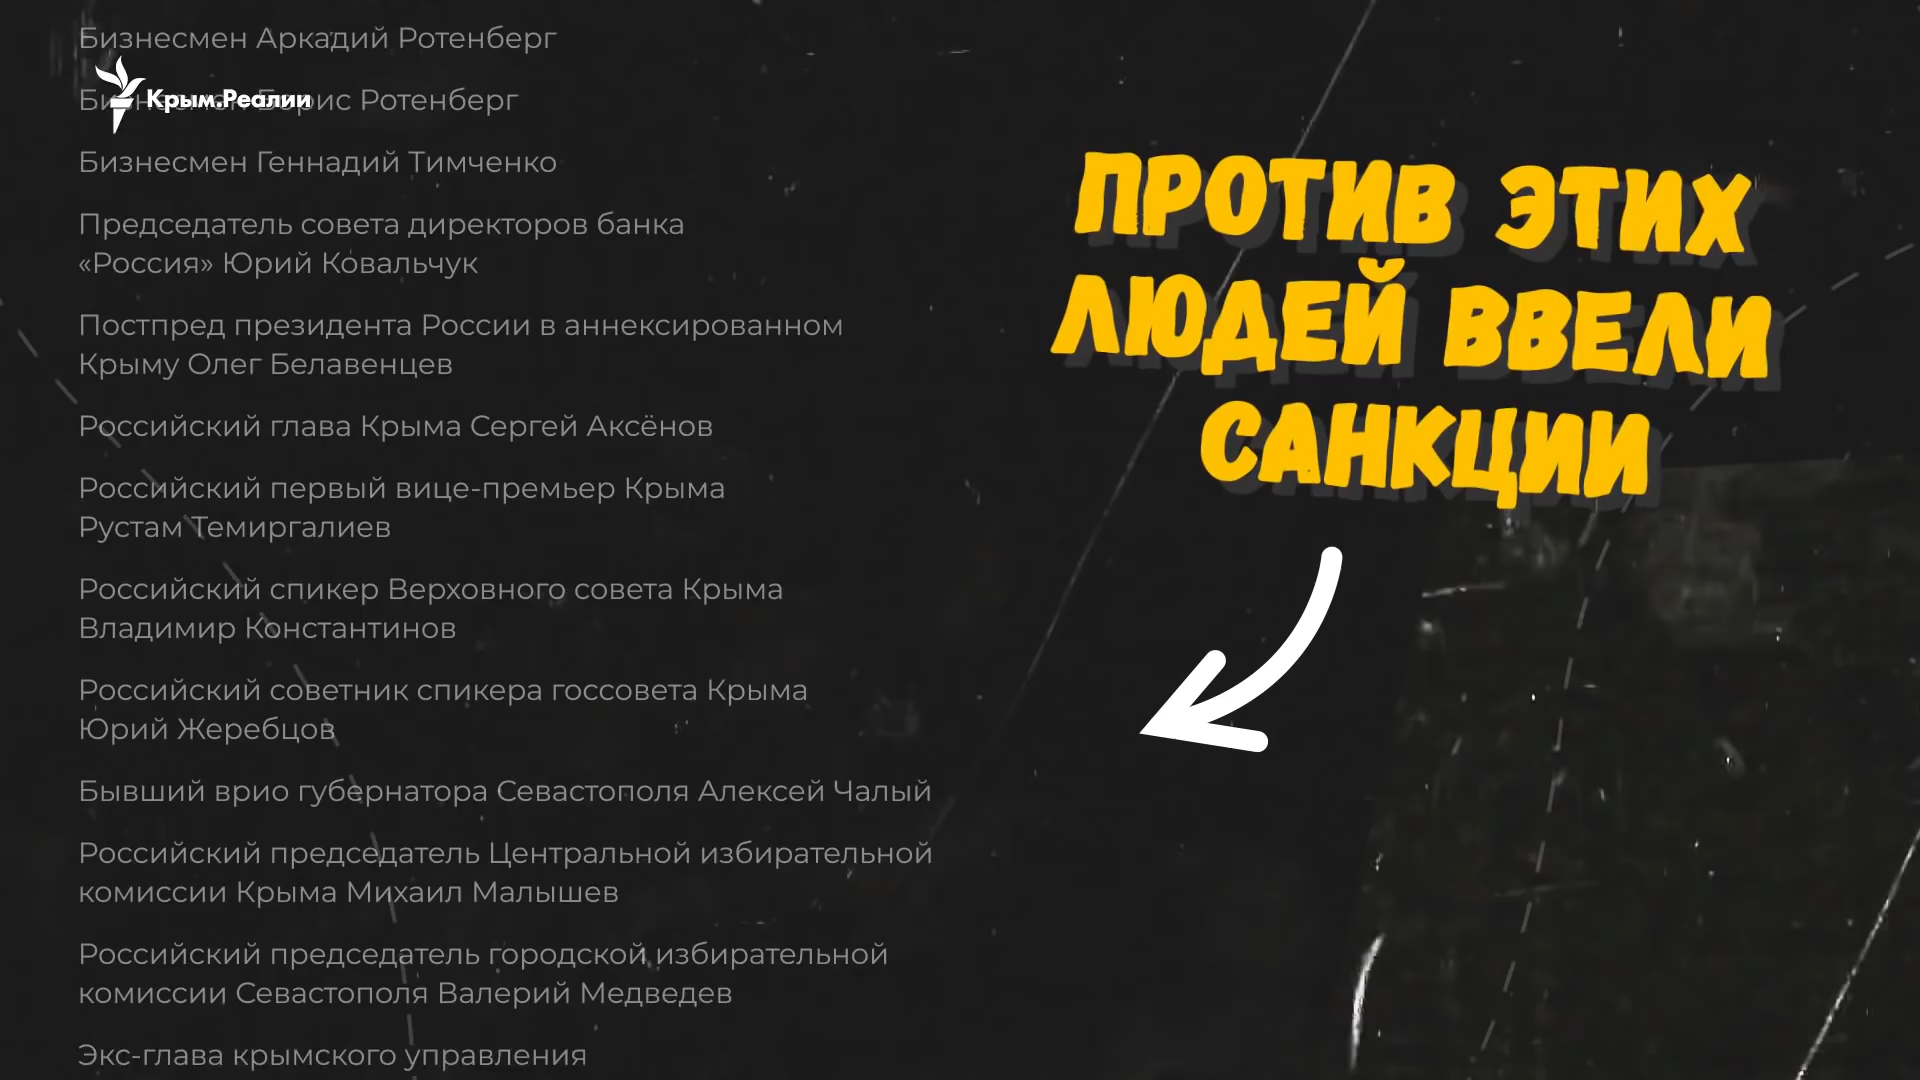 Бизнесмен Аркадий Ротенберг
Крым.Реалии
Бизнесмен Борис Ротенберг
Бизнесмен Геннадий Тимченко
Председатель совета директоров банка
«Россия» Юрий Ковальчук
Постпред президента России в аннексированном
Крыму Олег Белавенцев
Российский глава Крыма Сергей Аксёнов
Российский первый вице-премьер Крыма
Рустам Темиргалиев
Российский спикер Верховного совета Крыма
Владимир Константинов
Российский советник спикера госсовета Крыма
Юрий Жеребцов
Бывший врио губернатора Севастополя Алексей Чалый
Российский председатель Центральной избирательной
комиссии Крыма Михаил Малышев
Российский председатель городской избирательной
комиссии Севастополя Валерий Медведев
Экс-глава крымского управления
ПРОТИВ ЭТИХ
ЛЮДЕЙ ВВЕЛИ
САНКЦИИ